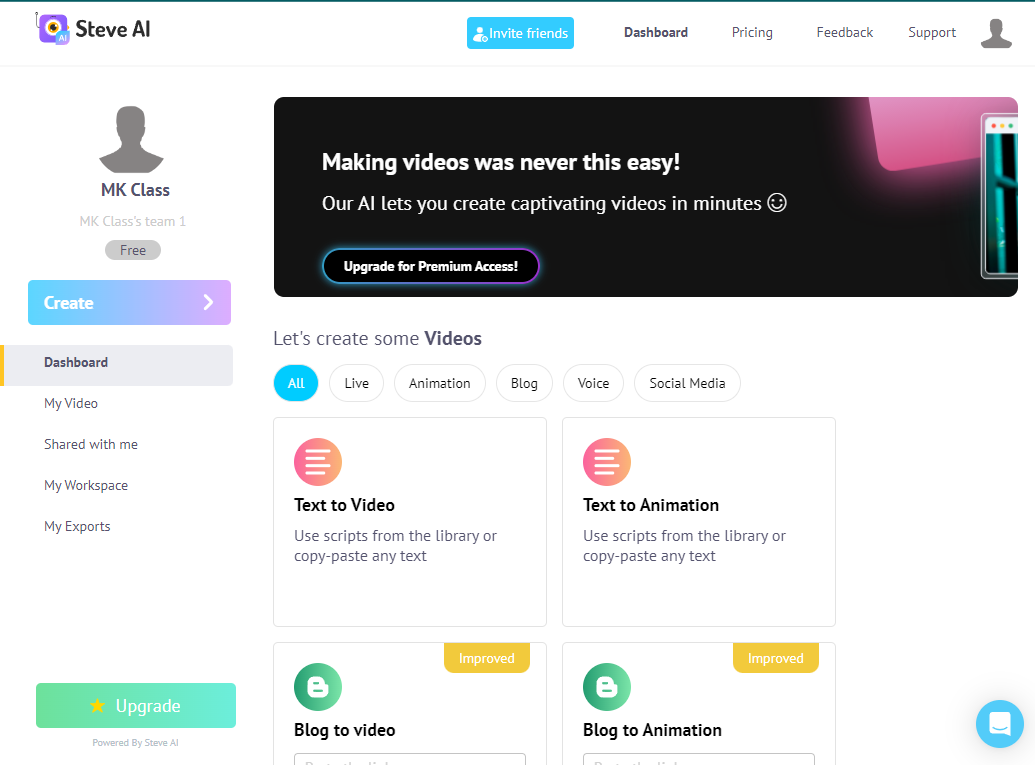 Steve AI
Invite friends
Dashboard
Pricing
Feedback
Support
MK Class
MK Class's team 1
Free
Create
Dashboard
My Video
Shared with me
My Workspace
My Exports
Upgrade
Powered By Steve AI
Making videos was never this easy!
Our AI lets you create captivating videos in minutes
Upgrade for Premium Access!
Let's create some Videos
All
Live
Animation
Blog
Voice
Social Media
Text to Video
Use scripts from the library or
copy-paste any text
Text to Animation
Use scripts from the library or
copy-paste any text
Improved
Blog to video
Improved
Blog to Animation